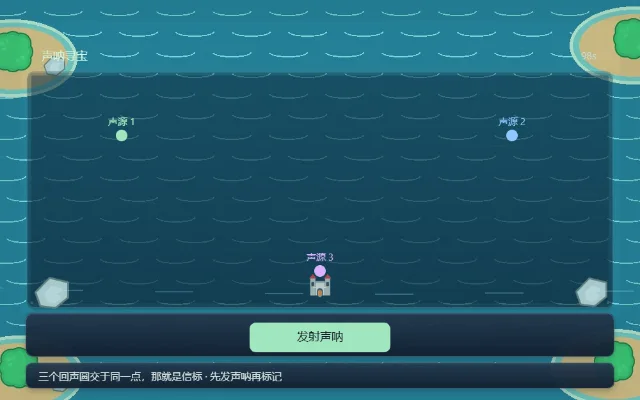 声呐寻宝
98s
声源 1
声源 2
声源 3
发射声呐
三个回声圆交于同一点，那就是信标 · 先发声呐再标记